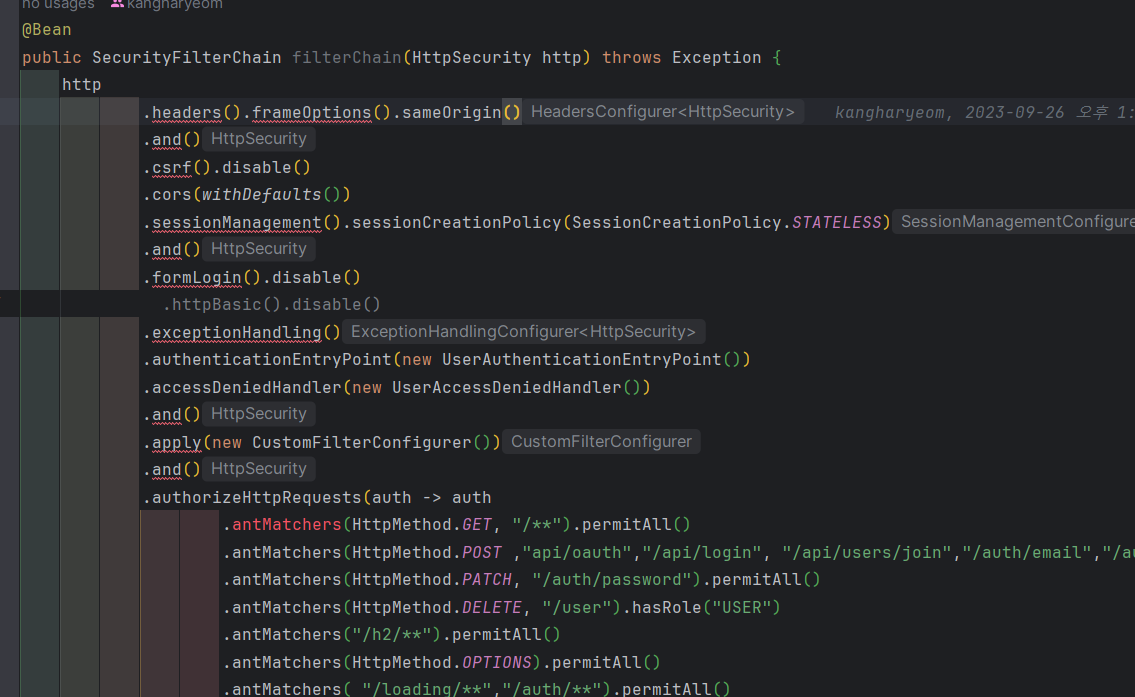 no usages kangharyeom
@Bean
public SecurityFilterChain filterChain(HttpSecurity http) throws Exception {
http
.headers().frameOptions().sameOrigin() HeadersConfigurer<HttpSecurity> kangharyeom, 2023-09-26 오후 1:
.and() HttpSecurity
.csrf().disable()
.cors(withDefaults())
.sessionManagement().sessionCreationPolicy(SessionCreationPolicy.STATELESS) SessionManagementConfigure
.and() HttpSecurity
.formLogin().disable()
.httpBasic().disable()
.exceptionHandling() ExceptionHandlingConfigurer<HttpSecurity>
.authenticationEntryPoint(new UserAuthenticationEntryPoint())
.accessDeniedHandler(new UserAccessDeniedHandler())
.and() HttpSecurity
.apply(new CustomFilterConfigurer()) CustomFilterConfigurer
.and() HttpSecurity
.authorizeHttpRequests(auth -> auth
.antMatchers(HttpMethod.GET, "/**").permitAll()
.antMatchers(HttpMethod.POST ,"api/oauth","/api/login", "/api/users/join","/auth/email","/au
.antMatchers(HttpMethod.PATCH, "/auth/password").permitAll()
.antMatchers(HttpMethod.DELETE, "/user").hasRole("USER")
.antMatchers("/h2/**").permitAll()
.antMatchers(HttpMethod.OPTIONS).permitAll()
.antMatchers( "/loading/**","/auth/**").permitAll()